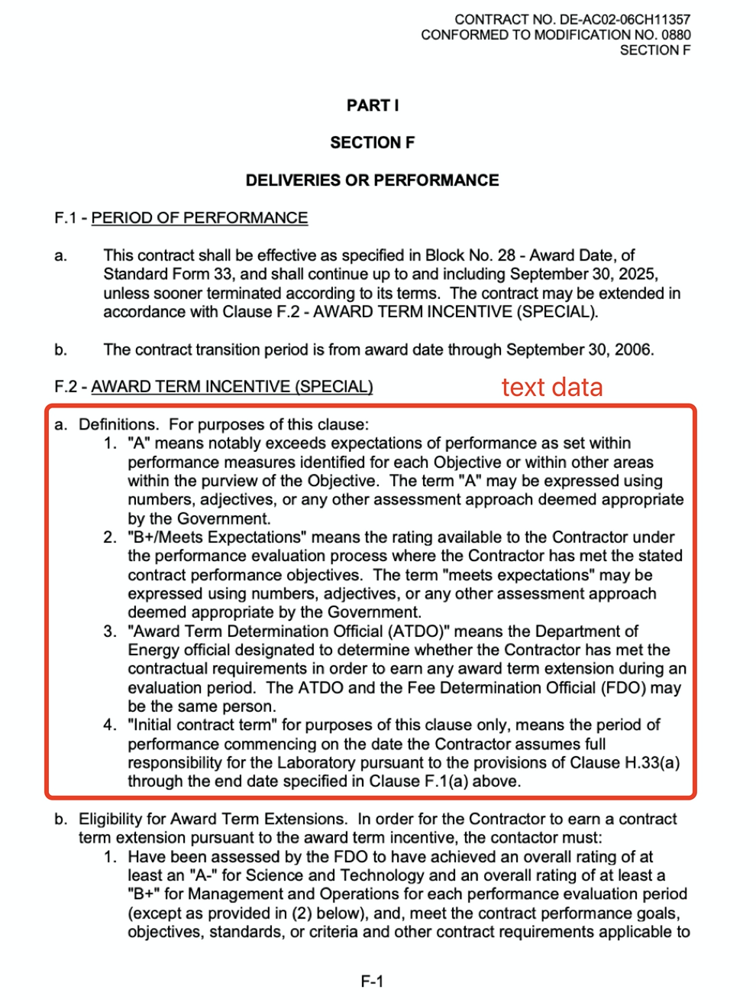 CONTRACT NO. DE-AC02-06CH11357
CONFORMED TO MODIFICATION NO. 0880
SECTION F
PART I
SECTION F
DELIVERIES OR PERFORMANCE
F.1 - PERIOD OF PERFORMANCE
a. This contract shall be effective as specified in Block No. 28 - Award Date, of
Standard Form 33, and shall continue up to and including September 30, 2025,
unless sooner terminated according to its terms. The contract may be extended in
accordance with Clause F.2 - AWARD TERM INCENTIVE (SPECIAL).
b. The contract transition period is from award date through September 30, 2006.
F.2 - AWARD TERM INCENTIVE (SPECIAL)
text data
a. Definitions. For purposes of this clause:
1. "A" means notably exceeds expectations of performance as set within
performance measures identified for each Objective or within other areas
within the purview of the Objective. The term "A" may be expressed using
numbers, adjectives, or any other assessment approach deemed appropriate
by the Government.
2. "B+/Meets Expectations" means the rating available to the Contractor under
the performance evaluation process where the Contractor has met the stated
contract performance objectives. The term "meets expectations" may be
expressed using numbers, adjectives, or any other assessment approach
deemed appropriate by the Government.
3. "Award Term Determination Official (ATDO)" means the Department of
Energy official designated to determine whether the Contractor has met the
contractual requirements in order to earn any award term extension during an
evaluation period. The ATDO and the Fee Determination Official (FDO) may
be the same person.
4. "Initial contract term" for purposes of this clause only, means the period of
performance commencing on the date the Contractor assumes full
responsibility for the Laboratory pursuant to the provisions of Clause H.33(a)
through the end date specified in Clause F.1(a) above.
b. Eligibility for Award Term Extensions. In order for the Contractor to earn a contract
term extension pursuant to the award term incentive, the contactor must:
1. Have been assessed by the FDO to have achieved an overall rating of at
least an "A-" for Science and Technology and an overall rating of at least a
"B+" for Management and Operations for each performance evaluation period
(except as provided in (2) below), and, meet the contract performance goals,
objectives, standards, or criteria and other contract requirements applicable to
F-1